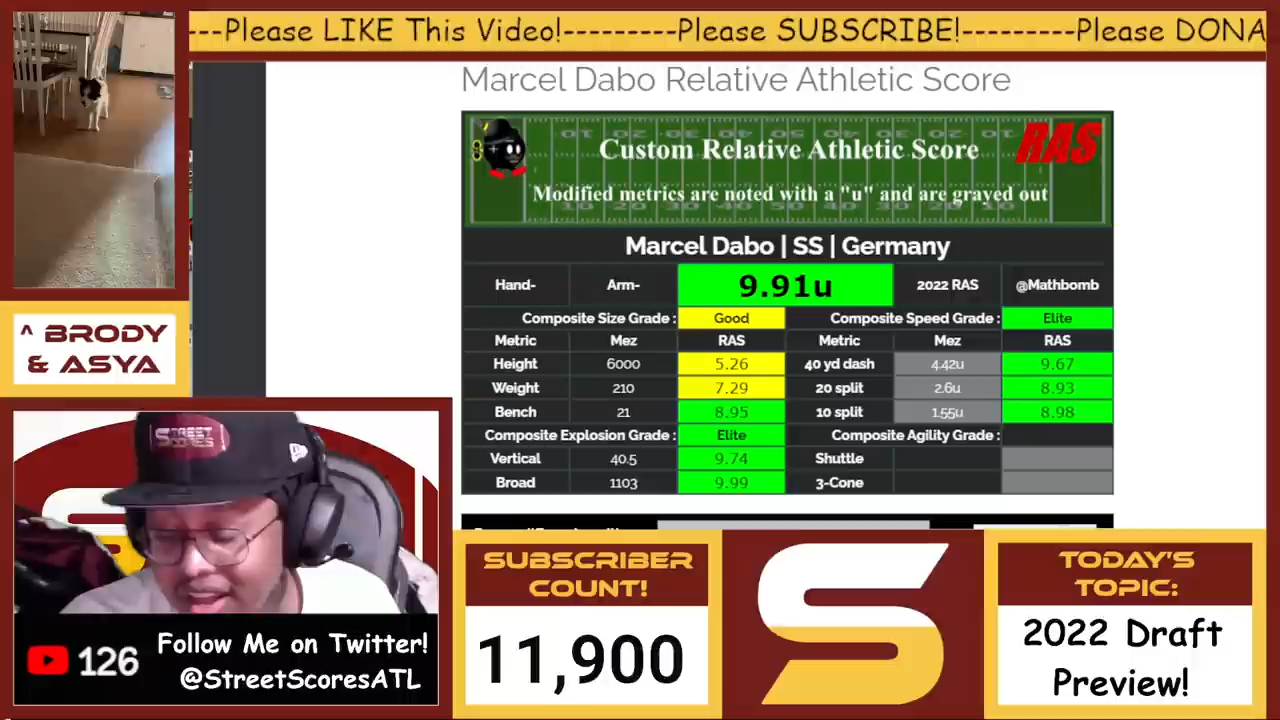 ---Please LIKE This Video!---------Please SUBSCRIBE!---------Please DONA
Marcel Dabo Relative Athletic Score
Custom Relative Athletic Score
RAS
Modified metrics are noted with a "u" and are grayed out
Marcel Dabo | SS | Germany
Hand- Arm- 9.91u 2022 RAS @Mathbomb
Composite Size Grade : Good Composite Speed Grade : Elite
Metric Mez RAS Metric Mez RAS
Height 6000 5.26 40 yd dash 4.42u 9.67
Weight 210 7.29 20 split 2.6u 8.93
Bench 21 8.95 10 split 1.55u 8.98
Composite Explosion Grade : Elite Composite Agility Grade :
Vertical 40.5 9.74 Shuttle
Broad 1103 9.99 3-Cone
^ BRODY
& ASYA
STREET
SCORES
126
Follow Me on Twitter!
@StreetScoresATL
SUBSCRIBER
COUNT!
11,900
TODAY'S
TOPIC:
2022 Draft
Preview!